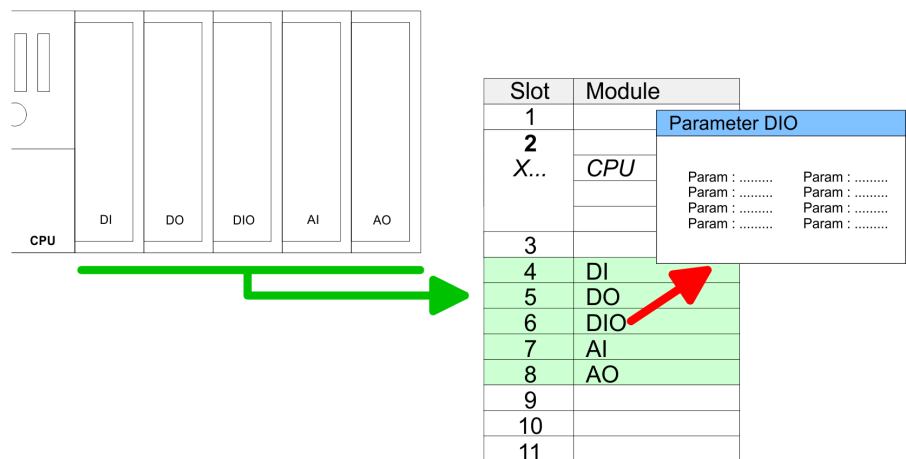 DI DO DIO AI AO
CPU
Slot Module
1
2
X... CPU
3
4 DI
5 DO
6 DIO
7 AI
8 AO
9
10
11
Parameter DIO
Param : ......... Param : .........
Param : ......... Param : .........
Param : ......... Param : .........
Param : ......... Param : .........